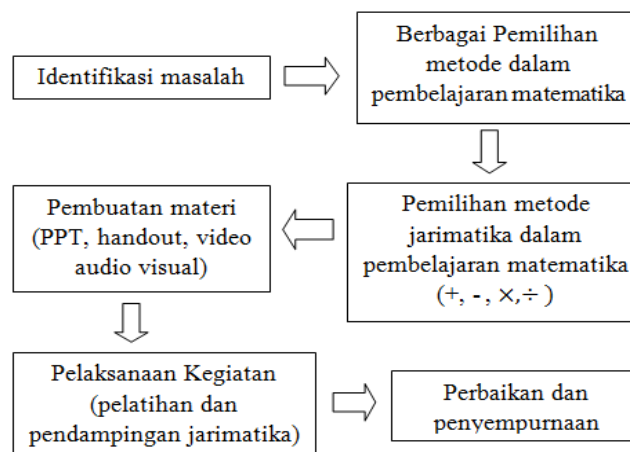 Identifikasi masalah
Berbagai Pemilihan
metode dalam
pembelajaran matematika
Pemilihan metode
jarimatika dalam
pembelajaran matematika
(+, - , ×,÷ )
Pembuatan materi
(PPT, handout, video
audio visual)
Pelaksanaan Kegiatan
(pelatihan dan
pendampingan jarimatika)
Perbaikan dan
penyempurnaan